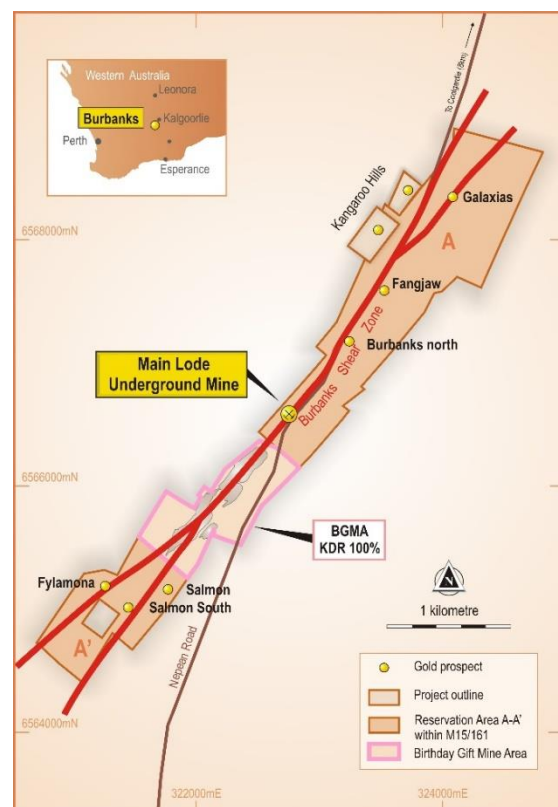 Western Australia
Leonora
Burbanks
Kalgoorlie
Perth
Esperance
To Coolgardie (8km)
Kangaroo Hills
Galaxias
6568000mN
A
Fangjaw
Burbanks north
Burbanks Shear Zone
Main Lode
Underground Mine
6566000mN
BGMA
KDR 100%
Fylamona
Salmon
Salmon South
A'
Nepean Road
N
1 kilometre
Gold prospect
Project outline
Reservation Area A-A'
within M15/161
Birthday Gift Mine Area
6564000mN
322000mE
324000mE